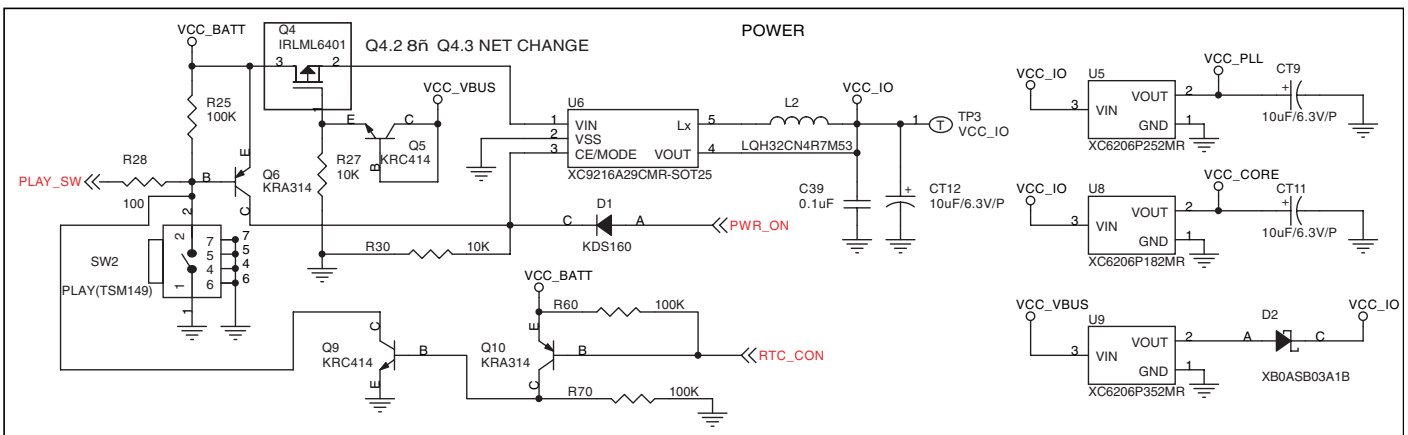 POWER
VCC_BATT
Q4
IRLML6401
Q4.2 8ñ Q4.3 NET CHANGE
3
2
1
R25
100K
VCC_VBUS
E
C
B
Q5
KRC414
R27
10K
R28
100
PLAY_SW
B
E
C
Q6
KRA314
2
SW2
PLAY(TSM149)
2
1
7
5
4
6
7
5
4
6
1
R30
10K
U6
1
2
3
VIN
VSS
CE/MODE
Lx
VOUT
5
4
XC9216A29CMR-SOT25
L2
LQH32CN4R7M53
VCC_IO
1
T
TP3
VCC_IO
C39
0.1uF
+
CT12
10uF/6.3V/P
C
D1
A
KDS160
PWR_ON
VCC_BATT
R60
100K
Q9
KRC414
C
B
E
Q10
KRA314
E
B
C
RTC_CON
R70
100K
VCC_IO
U5
3
VIN
VOUT
GND
2
1
XC6206P252MR
VCC_PLL
CT9
+
10uF/6.3V/P
VCC_IO
U8
3
VIN
VOUT
GND
2
1
XC6206P182MR
VCC_CORE
CT11
+
10uF/6.3V/P
VCC_VBUS
U9
3
VIN
VOUT
GND
2
1
XC6206P352MR
D2
A
C
XB0ASB03A1B
VCC_IO